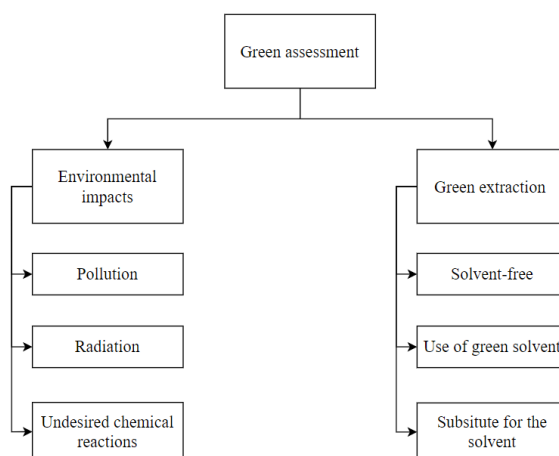 Green assessment
Environmental
impacts
Green extraction
Pollution
Solvent-free
Radiation
Use of green solvent
Undesired chemical
reactions
Subsitute for the
solvent